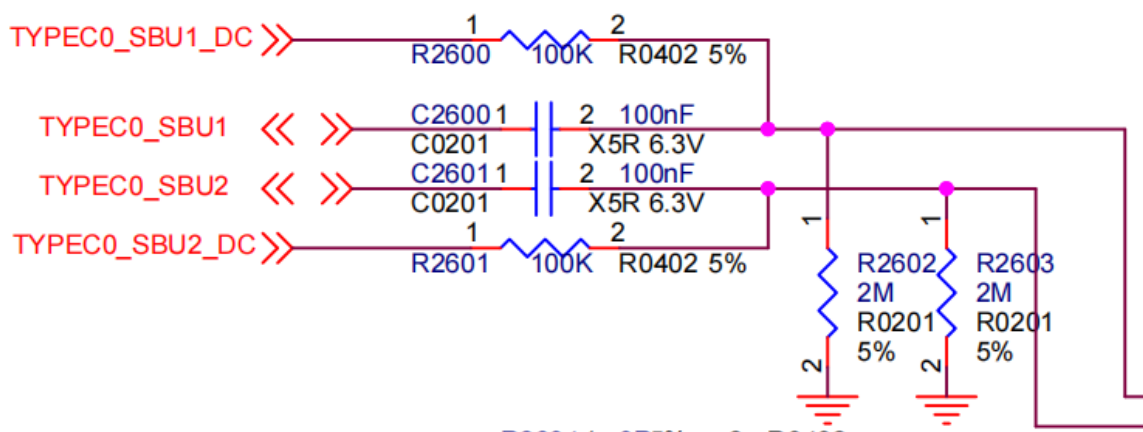 1 2
TYPEC0_SBU1_DC
R2600 100K R0402 5%
C2600 1 2 100nF
TYPEC0_SBU1
C0201 X5R 6.3V
C2601 1 2 100nF
TYPEC0_SBU2
C0201 X5R 6.3V
1 2
TYPEC0_SBU2_DC
R2601 100K R0402 5%
1 1
R2602 R2603
2M 2M
R0201 R0201
5% 5%
2 2